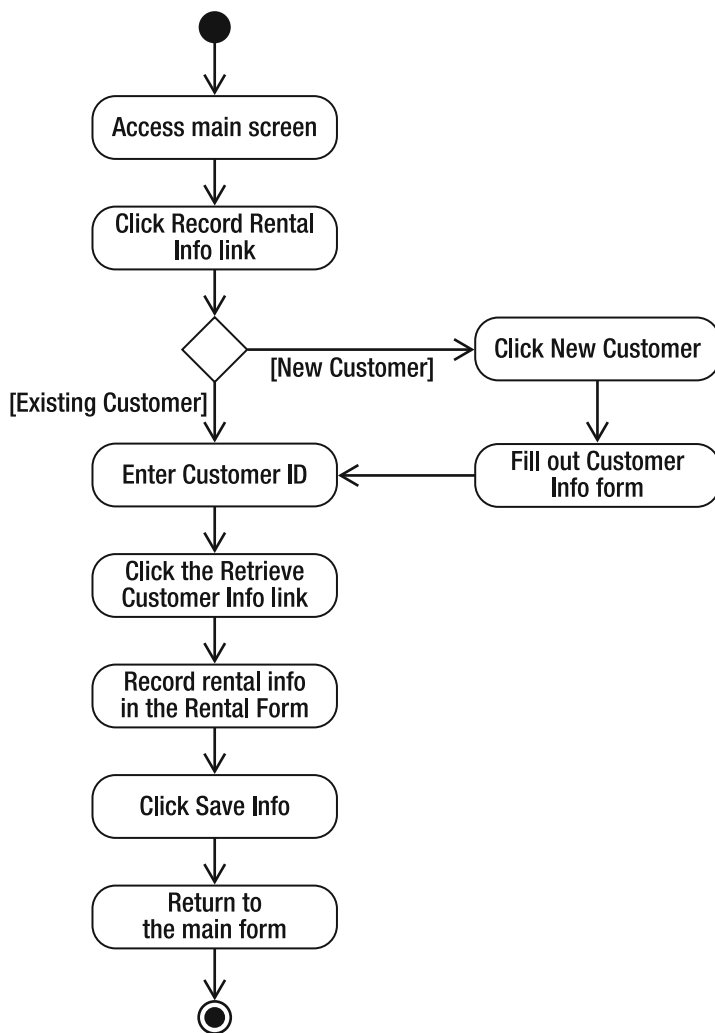 Access main screen
Click Record Rental
Info link
[New Customer]
Click New Customer
[Existing Customer]
Fill out Customer
Info form
Enter Customer ID
Click the Retrieve
Customer Info link
Record rental info
in the Rental Form
Click Save Info
Return to
the main form